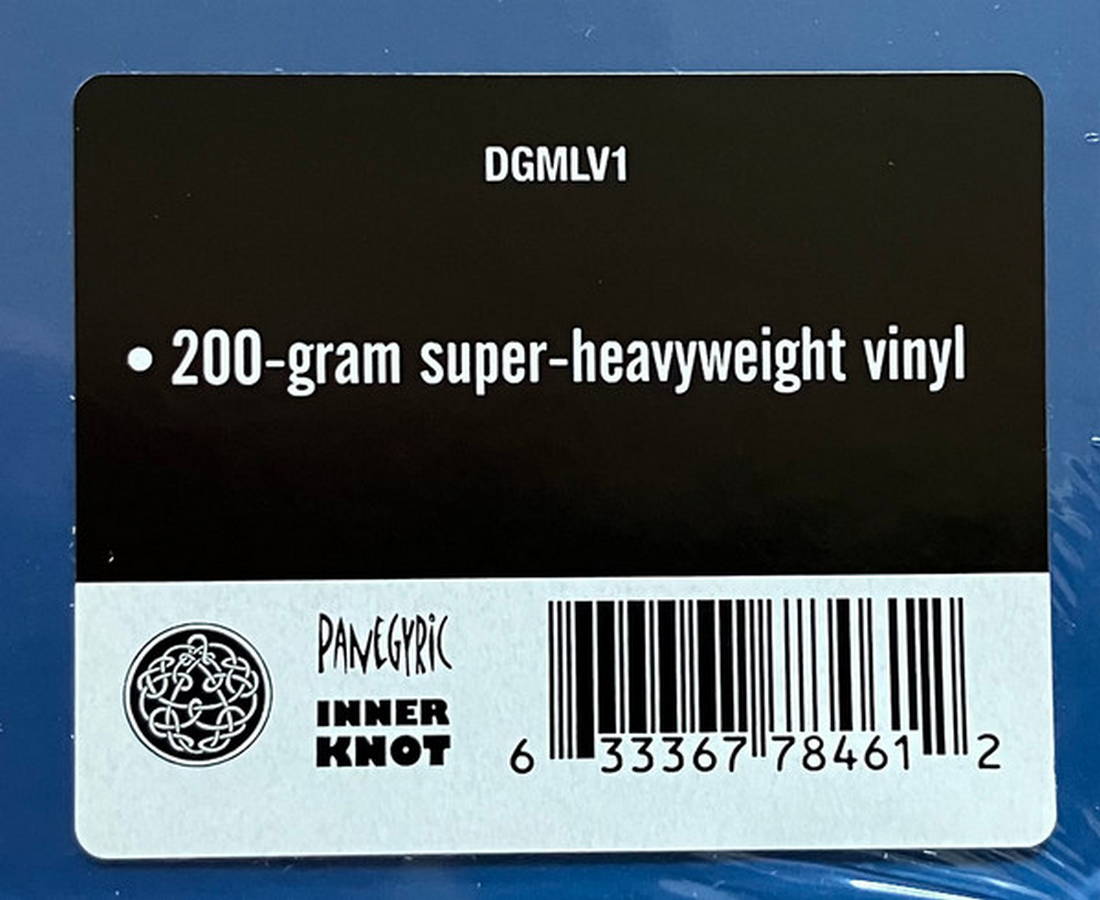 DGMLV1
• 200-gram super-heavyweight vinyl
PANEGYRIC
INNER
KNOT
6 33367 78461 2